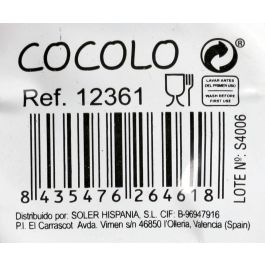 COCOLO
®
LAVAR ANTES
DEL PRIMER USO
WASH BEFORE
FIRST USE
Ref. 12361
LOTE Nº: S4006
8 435476 264618
Distribuido por: SOLER HISPANIA, S.L. CIF: B-96947916
P.I. El Carrascot Avda. Vimen s/n 46850 l'Olleria, Valencia (Spain)